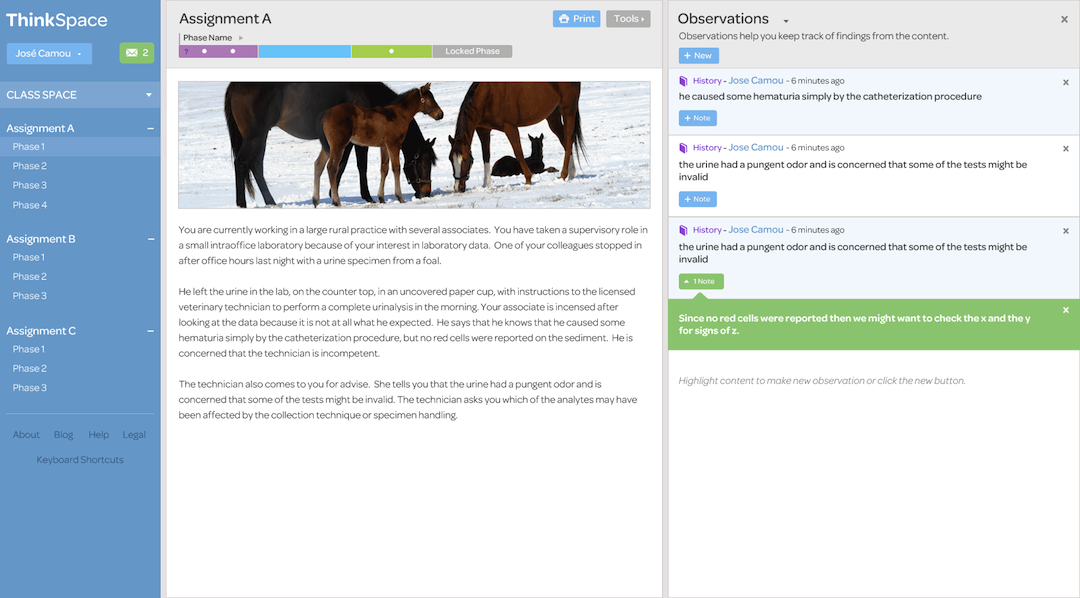 ThinkSpace
José Camou
2
CLASS SPACE
Assignment A
Phase 1
Phase 2
Phase 3
Phase 4
Assignment B
Phase 1
Phase 2
Phase 3
Assignment C
Phase 1
Phase 2
Phase 3
About Blog Help Legal
Keyboard Shortcuts
Assignment A
Print Tools
Phase Name
? Locked Phase
You are currently working in a large rural practice with several associates. You have taken a supervisory role in
a small intraoffice laboratory because of your interest in laboratory data. One of your colleagues stopped in
after office hours last night with a urine specimen from a foal.
He left the urine in the lab, on the counter top, in an uncovered paper cup, with instructions to the licensed
veterinary technician to perform a complete urinalysis in the morning. Your associate is incensed after
looking at the data because it is not at all what he expected. He says that he knows that he caused some
hematuria simply by the catheterization procedure, but no red cells were reported on the sediment. He is
concerned that the technician is incompetent.
The technician also comes to you for advise. She tells you that the urine had a pungent odor and is
concerned that some of the tests might be invalid. The technician asks you which of the analytes may have
been affected by the collection technique or specimen handling.
Observations
Observations help you keep track of findings from the content.
+ New
History - Jose Camou - 6 minutes ago
he caused some hematuria simply by the catheterization procedure
+ Note
History - Jose Camou - 6 minutes ago
the urine had a pungent odor and is concerned that some of the tests might be
invalid
+ Note
History - Jose Camou - 6 minutes ago
the urine had a pungent odor and is concerned that some of the tests might be
invalid
1 Note
Since no red cells were reported then we might want to check the x and the y
for signs of z.
Highlight content to make new observation or click the new button.